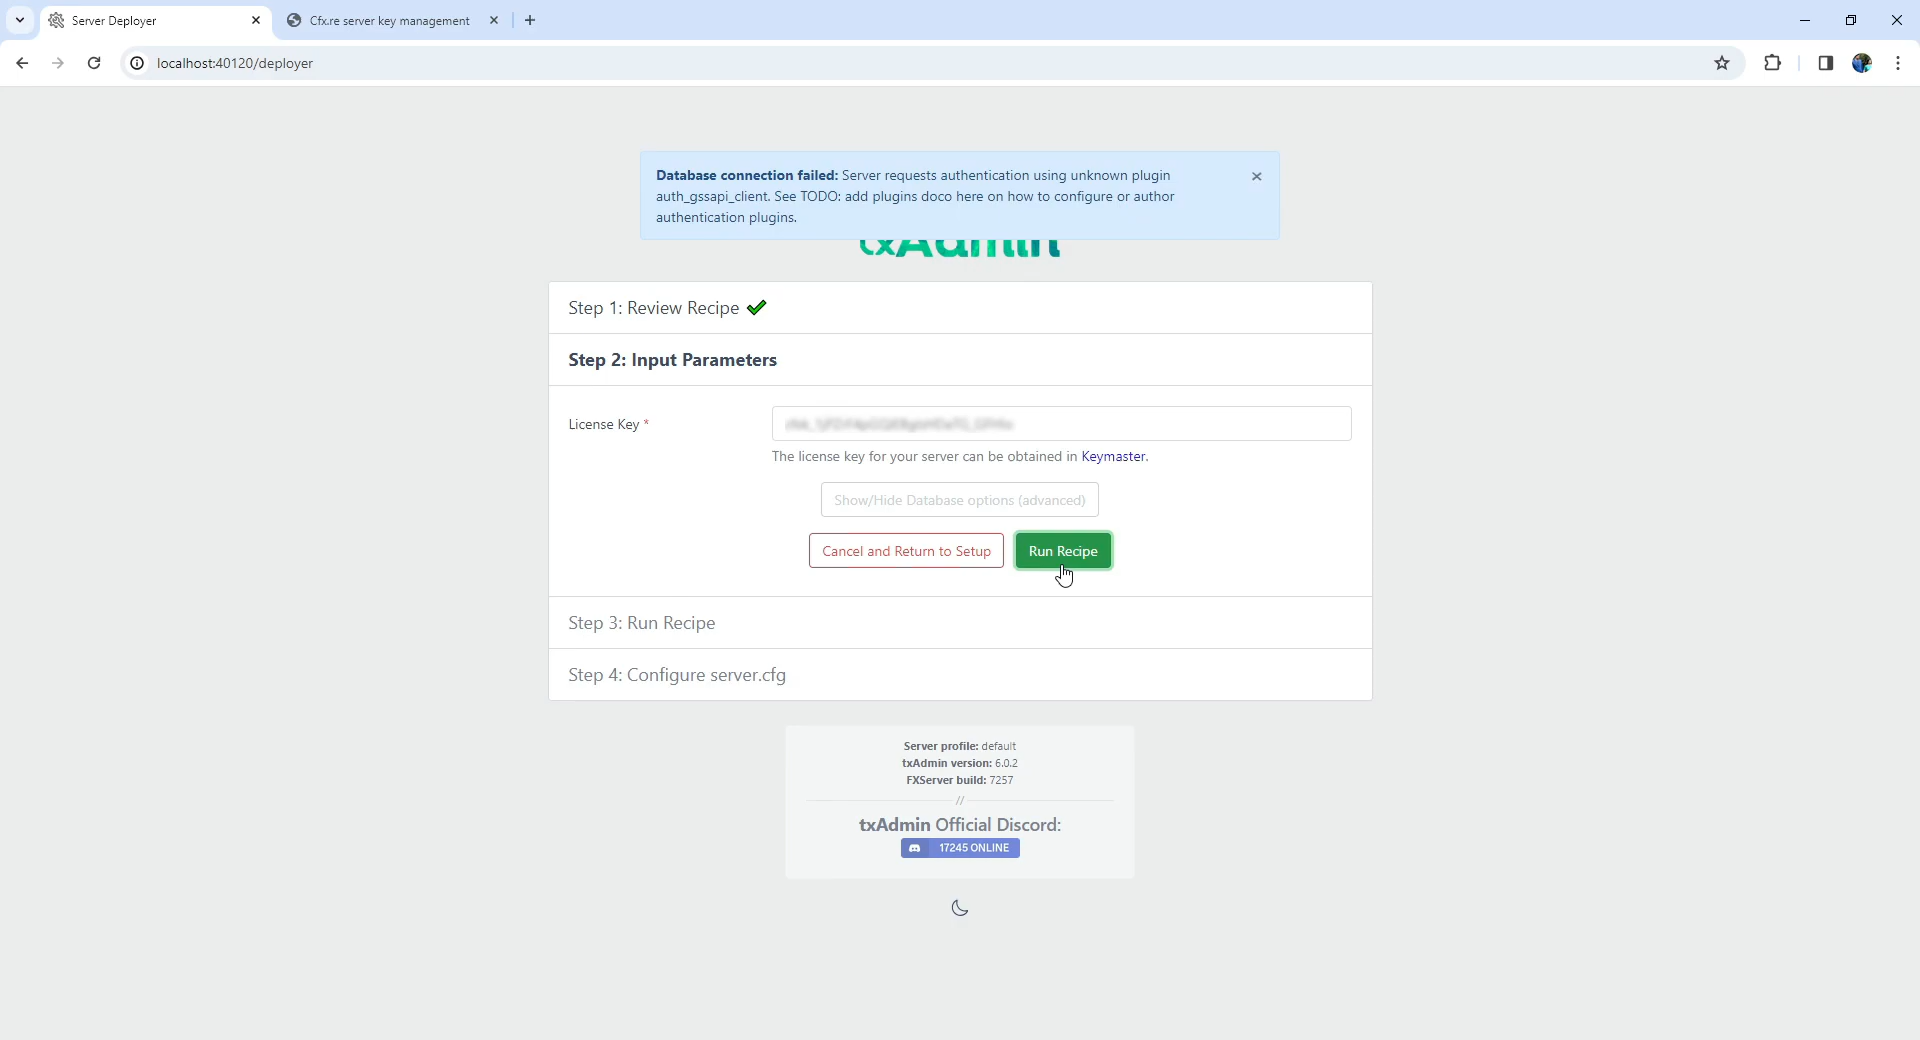 Server Deployer
Cfx.re server key management
localhost:40120/deployer
Database connection failed: Server requests authentication using unknown plugin
auth_gssapi_client. See TODO: add plugins doco here on how to configure or author
authentication plugins.
txAdmin
Step 1: Review Recipe
Step 2: Input Parameters
License Key *
The license key for your server can be obtained in Keymaster.
Show/Hide Database options (advanced)
Cancel and Return to Setup
Run Recipe
Step 3: Run Recipe
Step 4: Configure server.cfg
Server profile: default
txAdmin version: 6.0.2
FXServer build: 7257
//
txAdmin Official Discord:
17245 ONLINE